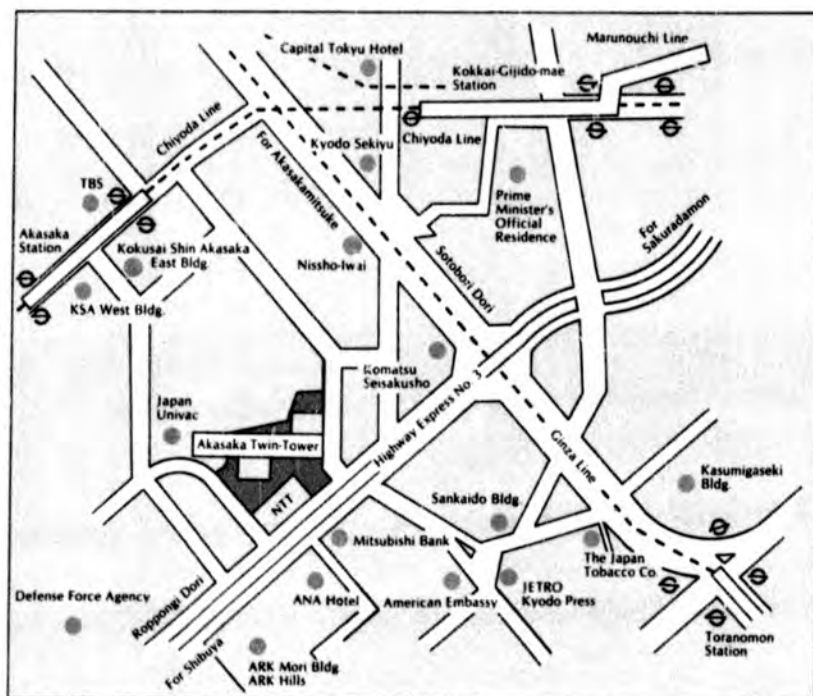 Capital Tokyu Hotel
Marunouchi Line
Kokkai-Gijido-mae
Station
Chiyoda Line
For Akasakamitsuke
Kyodo Sekiyu
Chiyoda Line
TBS
Prime
Minister's
Official
Residence
For
Sakuradamon
Akasaka
Station
Kokusai Shin Akasaka
East Bldg.
Nissho-Iwai
Sotobori Dori
KSA West Bldg.
Komatsu
Seisakusho
Highway Express No. 3
Japan
Univac
Akasaka Twin-Tower
Ginza Line
Kasumigaseki
Bldg.
NTT
Sankaido Bldg.
Mitsubishi Bank
The Japan
Tobacco Co.
Defense Force Agency
Roppongi Dori
ANA Hotel
American Embassy
JETRO
Kyodo Press
Toranomon
Station
For Shibuya
ARK Mori Bldg.
ARK Hills